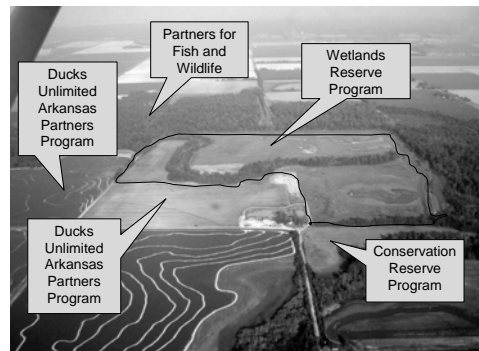 Partners for
Fish and
Wildlife
Wetlands
Reserve
Program
Ducks
Unlimited
Arkansas
Partners
Program
Ducks
Unlimited
Arkansas
Partners
Program
Conservation
Reserve
Program